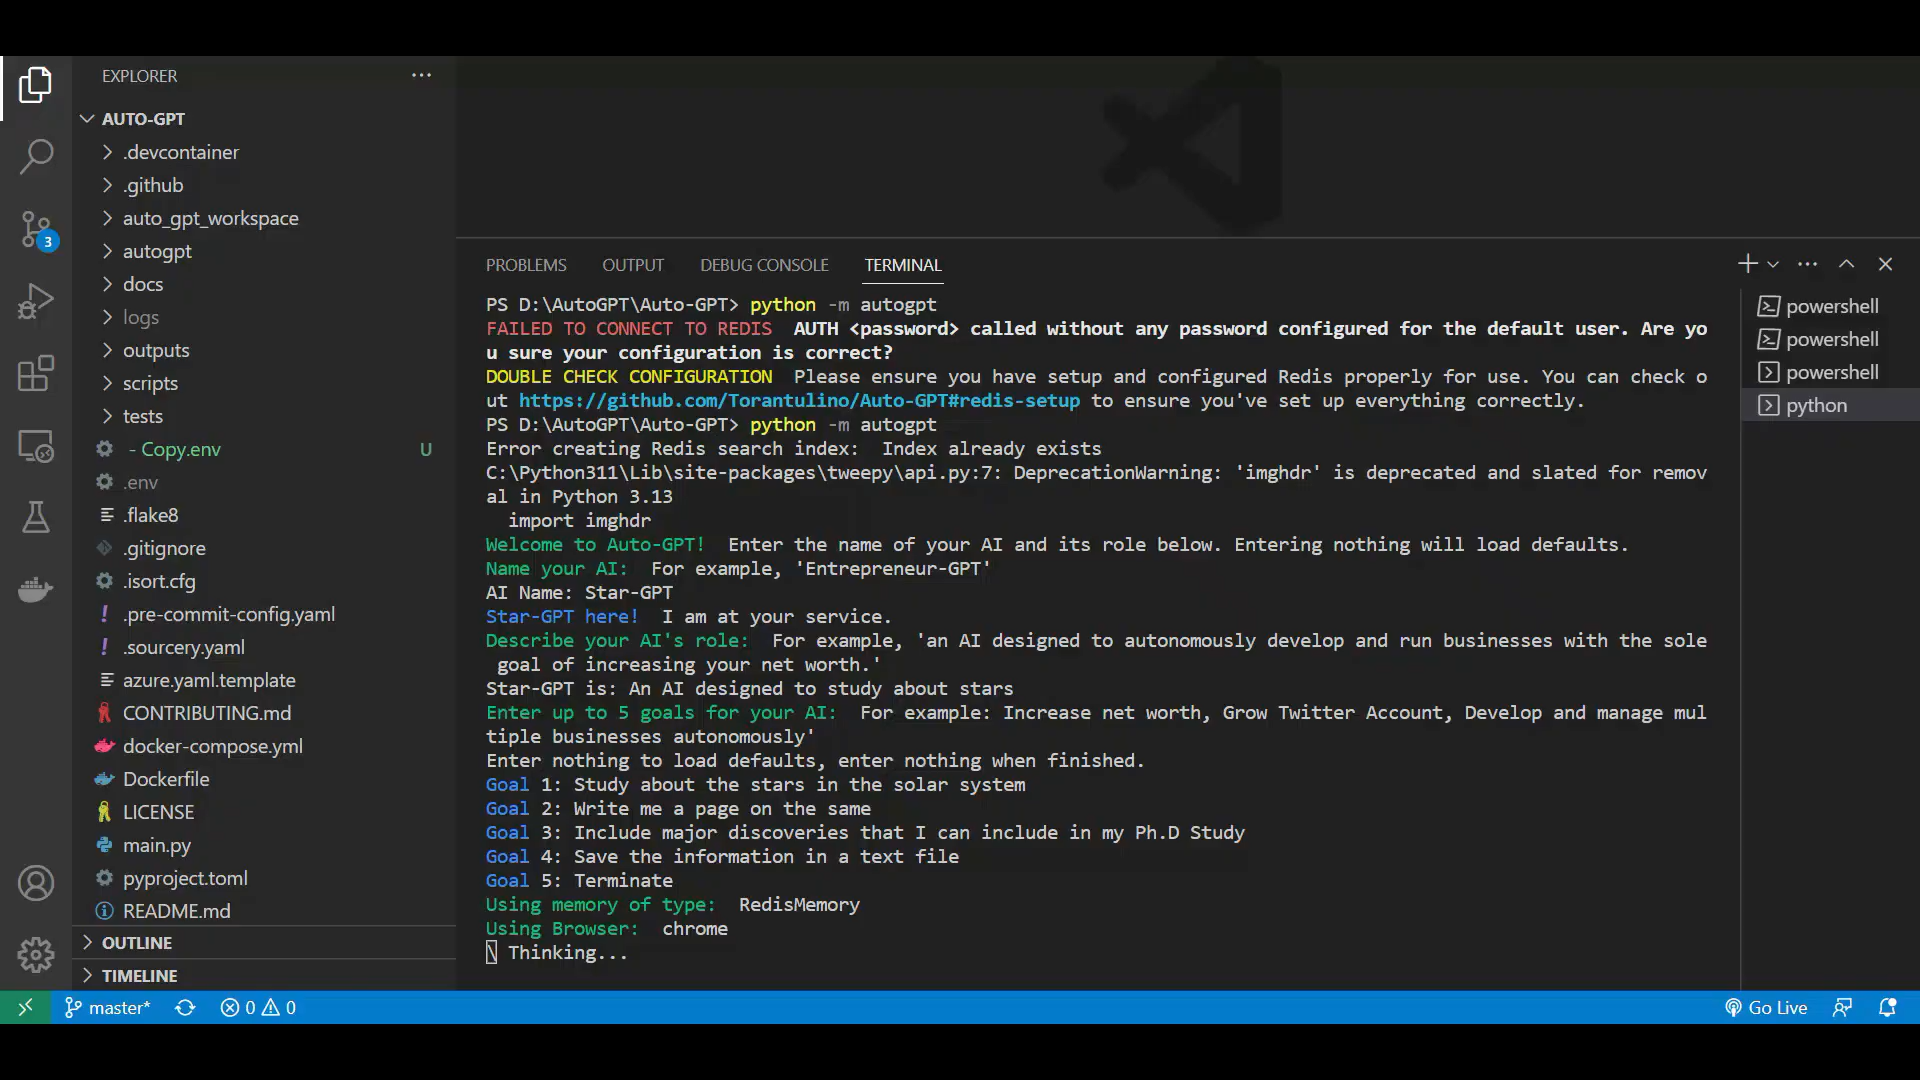 EXPLORER
AUTO-GPT
.devcontainer
.github
auto_gpt_workspace
autogpt
docs
logs
outputs
scripts
tests
- Copy.env U
.env
.flake8
.gitignore
.isort.cfg
.pre-commit-config.yaml
.sourcery.yaml
azure.yaml.template
CONTRIBUTING.md
docker-compose.yml
Dockerfile
LICENSE
main.py
pyproject.toml
README.md
OUTLINE
TIMELINE
3
PROBLEMS OUTPUT DEBUG CONSOLE TERMINAL
PS D:\AutoGPT\Auto-GPT> python -m autogpt
FAILED TO CONNECT TO REDIS  AUTH <password> called without any password configured for the default user. Are yo
u sure your configuration is correct?
DOUBLE CHECK CONFIGURATION  Please ensure you have setup and configured Redis properly for use. You can check o
ut https://github.com/Torantulino/Auto-GPT#redis-setup to ensure you've set up everything correctly.
PS D:\AutoGPT\Auto-GPT> python -m autogpt
Error creating Redis search index:  Index already exists
C:\Python311\Lib\site-packages\tweepy\api.py:7: DeprecationWarning: 'imghdr' is deprecated and slated for remov
al in Python 3.13
  import imghdr
Welcome to Auto-GPT!  Enter the name of your AI and its role below. Entering nothing will load defaults.
Name your AI:  For example, 'Entrepreneur-GPT'
AI Name: Star-GPT
Star-GPT here!  I am at your service.
Describe your AI's role:  For example, 'an AI designed to autonomously develop and run businesses with the sole
 goal of increasing your net worth.'
Star-GPT is: An AI designed to study about stars
Enter up to 5 goals for your AI:  For example: Increase net worth, Grow Twitter Account, Develop and manage mul
tiple businesses autonomously'
Enter nothing to load defaults, enter nothing when finished.
Goal 1: Study about the stars in the solar system
Goal 2: Write me a page on the same
Goal 3: Include major discoveries that I can include in my Ph.D Study
Goal 4: Save the information in a text file
Goal 5: Terminate
Using memory of type:  RedisMemory
Using Browser:  chrome
\ Thinking...
powershell
powershell
powershell
python
master* 0 0 Go Live